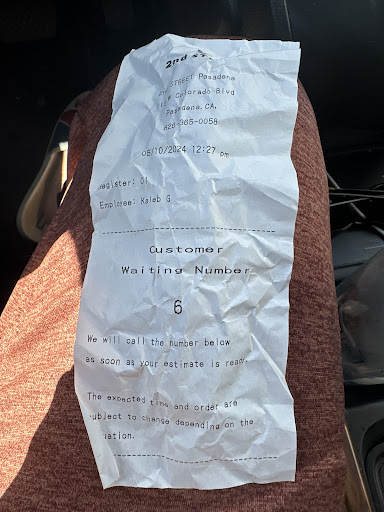 2nd
STREET Pasadena
Colorado Blvd
Pasadena.CA.
626-365-0058
06/10/2024 12:27 pm
Register: 01
Employee: Kaleb G
Customer
Waiting Number
6
We will call the number below
as soon as your estimate is
The expected time and order are
subject to change depending on the